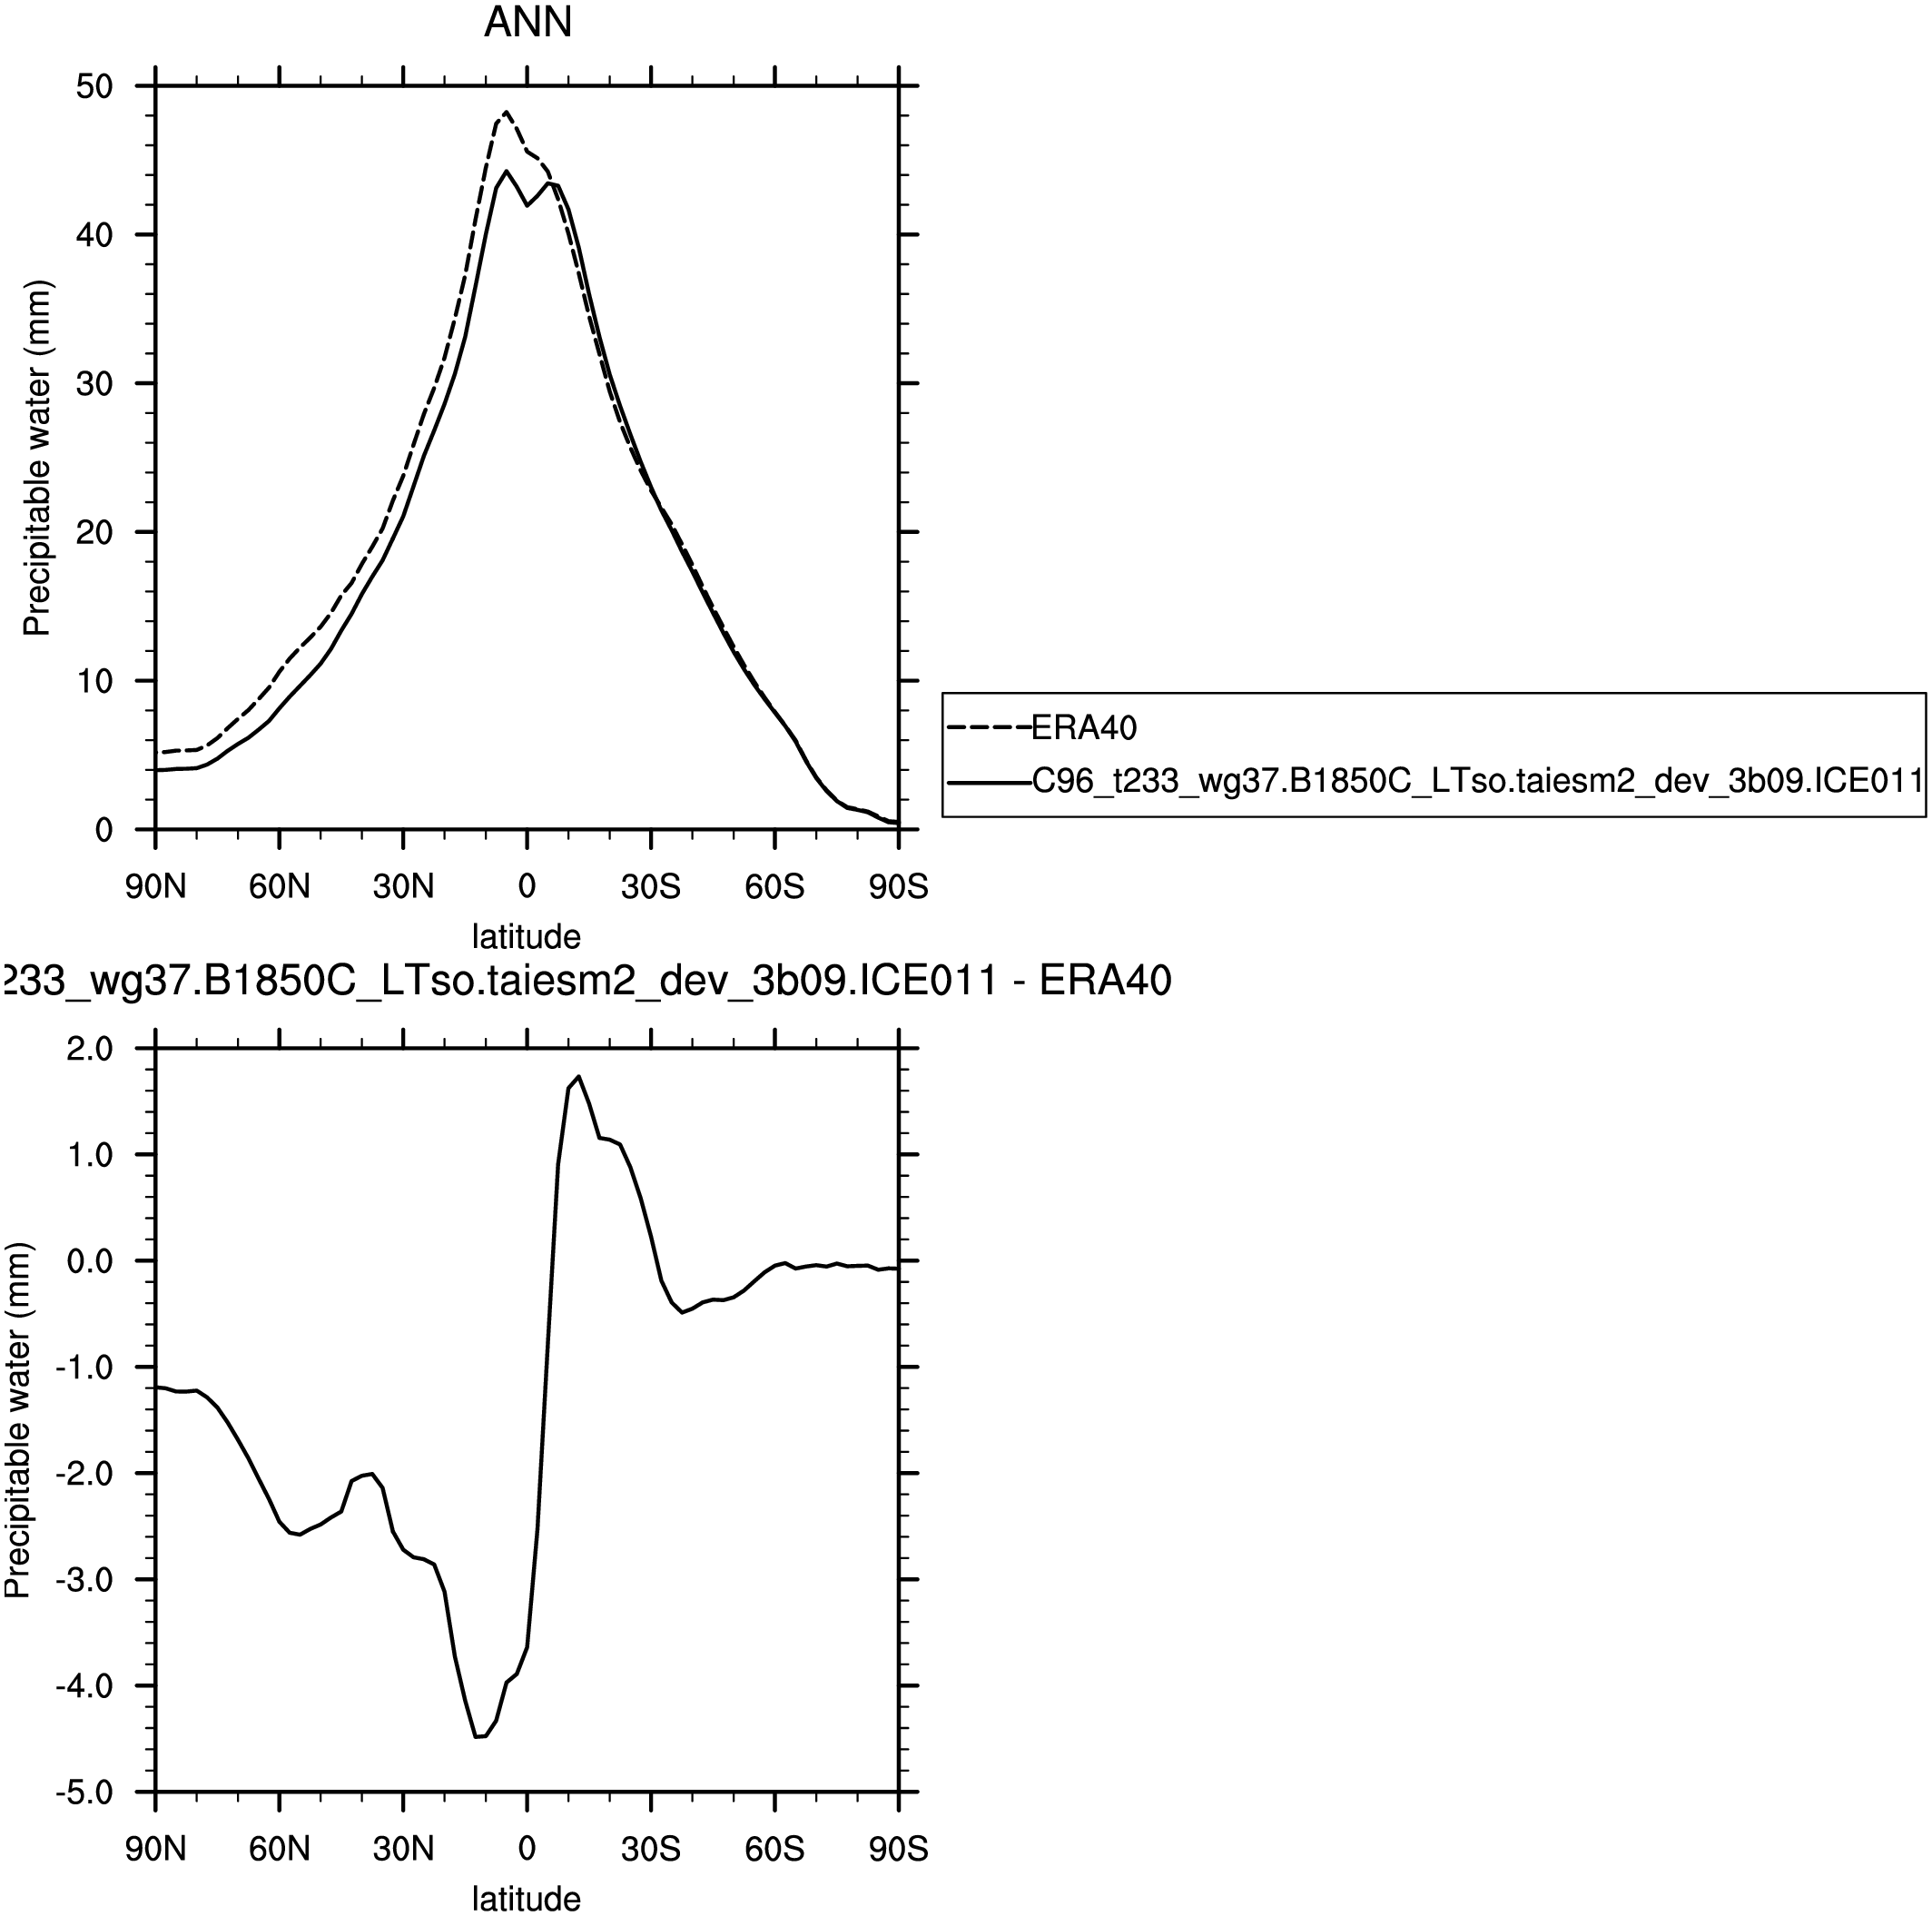 ANN
50
40
30
20
10
0
Precipitable water (mm)
90N 60N 30N 0 30S 60S 90S
latitude
ERA40
C96_t233_wg37.B1850C_LTso.taiesm2_dev_3b09.ICE011
233_wg37.B1850C_LTso.taiesm2_dev_3b09.ICE011 - ERA40
2.0
1.0
0.0
-1.0
-2.0
-3.0
-4.0
-5.0
Precipitable water (mm)
90N 60N 30N 0 30S 60S 90S
latitude